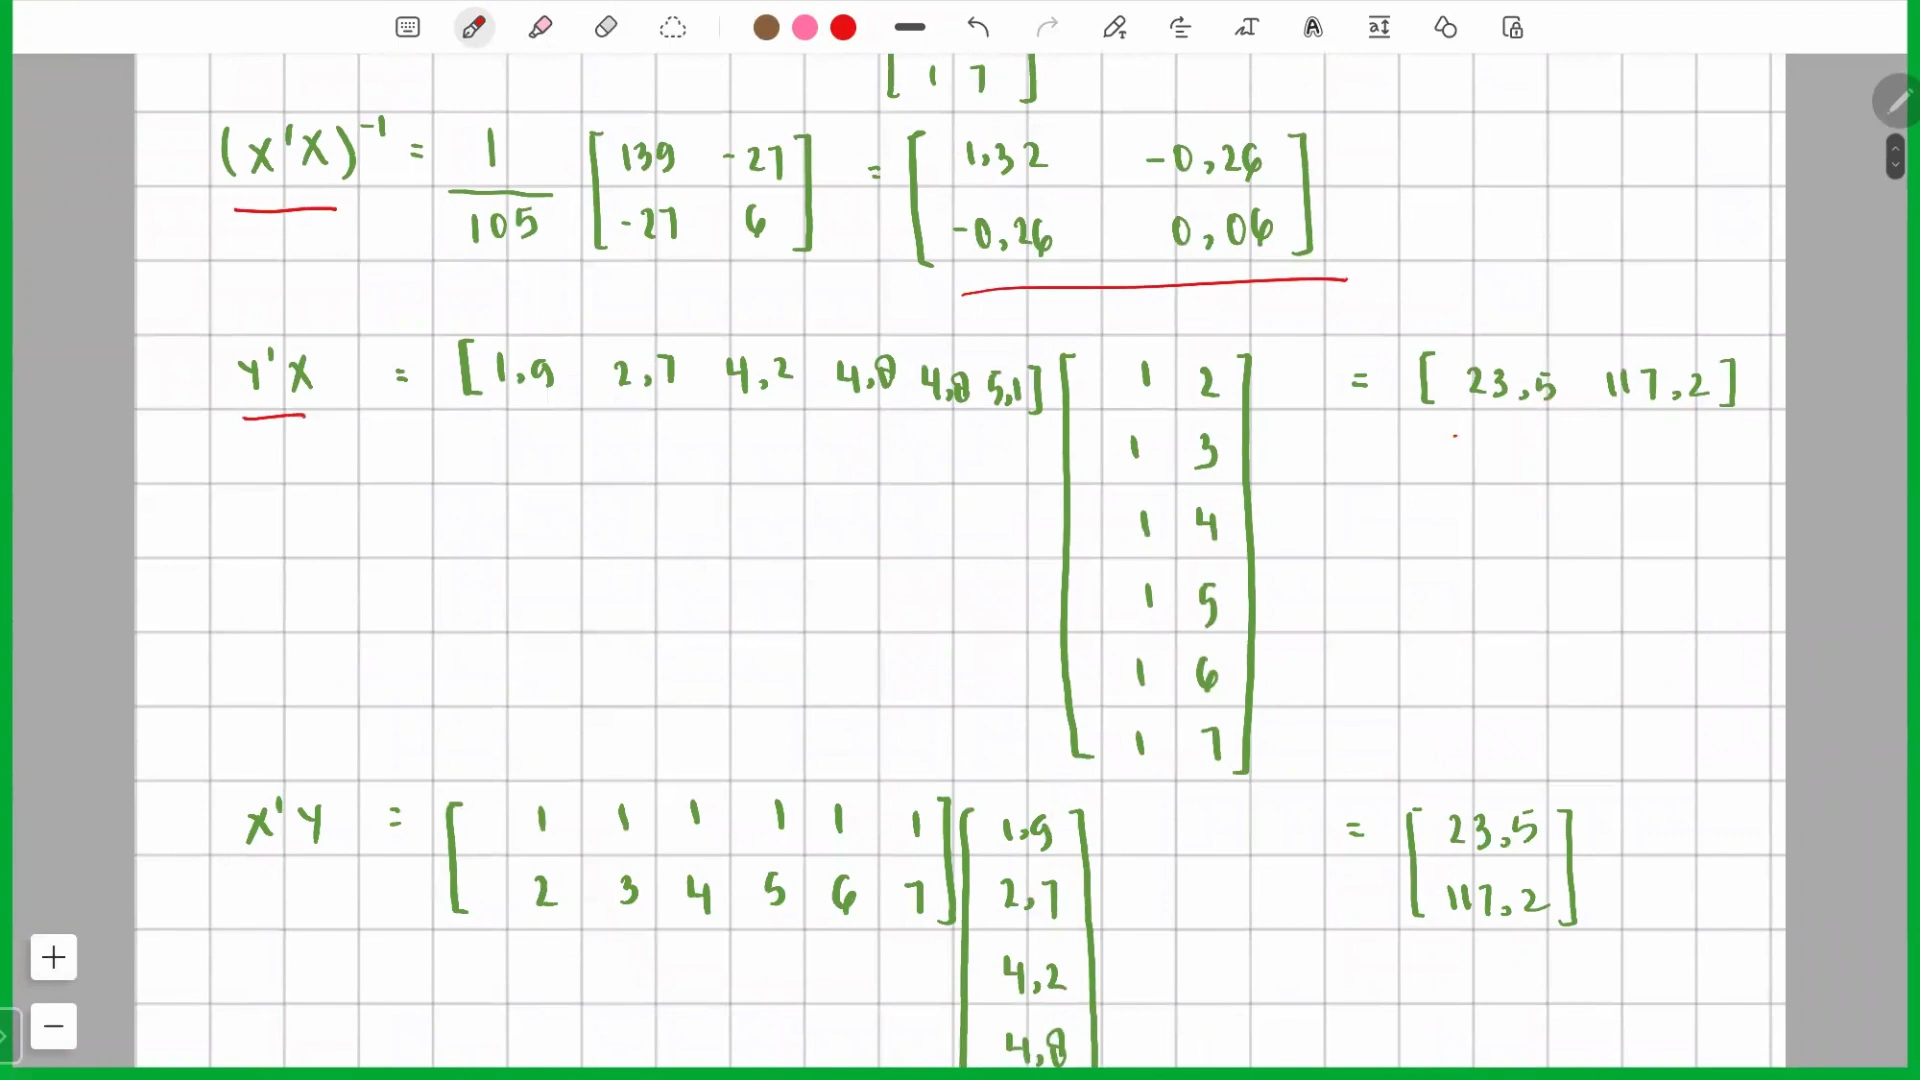 [ 1 7 ]
(X'X)⁻¹ = 1/105 [ 139 -27 ] = [ 1,32 -0,26 ]
[ -27 6 ] [ -0,26 0,06 ]
Y'X = [ 1,9 2,7 4,2 4,8 4,8 5,1 ] [ 1 2 ] = [ 23,5 117,2 ]
1 3
1 4
1 5
1 6
1 7
X'Y = [ 1 1 1 1 1 1 ] [ 1,9 ] = [ 23,5 ]
[ 2 3 4 5 6 7 ] 2,7 [ 117,2 ]
4,2
4,8